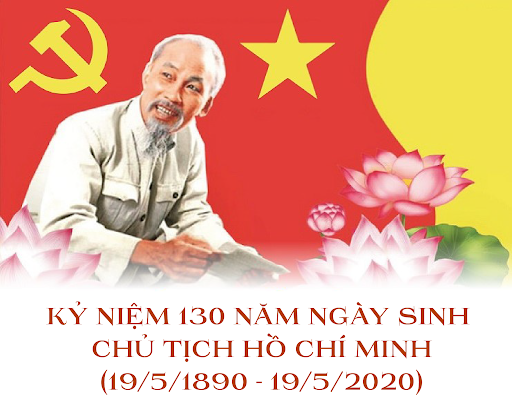 KỶ NIỆM 130 NĂM NGÀY SINH
CHỦ TỊCH HỒ CHÍ MINH
(19/5/1890 - 19/5/2020)